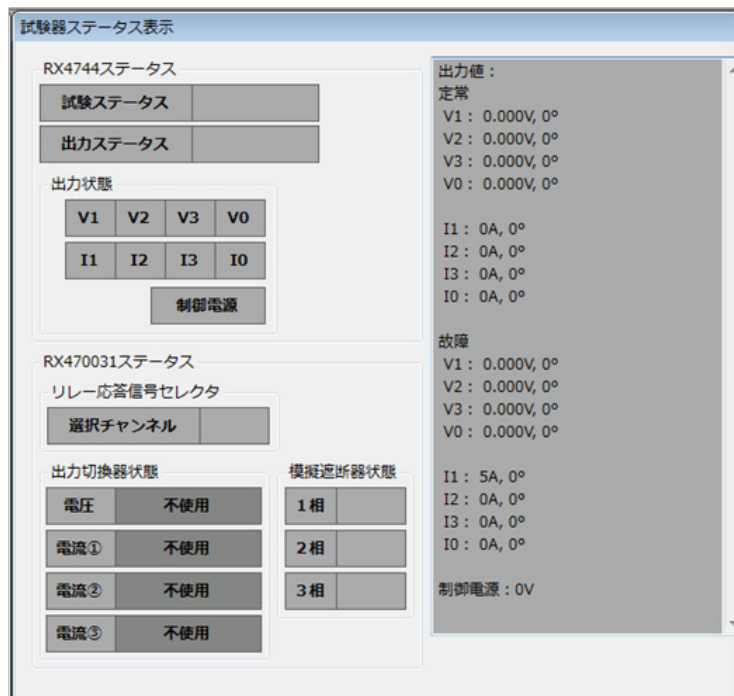 試験器ステータス表示
RX4744ステータス
試験ステータス
出力ステータス
出力状態
V1 V2 V3 V0
I1 I2 I3 I0
制御電源
RX470031ステータス
リレー応答信号セレクタ
選択チャンネル
出力切換器状態
電圧 不使用
電流① 不使用
電流② 不使用
電流③ 不使用
模擬遮断器状態
1相
2相
3相
出力値：
定常
V1： 0.000V, 0°
V2： 0.000V, 0°
V3： 0.000V, 0°
V0： 0.000V, 0°
I1： 0A, 0°
I2： 0A, 0°
I3： 0A, 0°
I0： 0A, 0°
故障
V1： 0.000V, 0°
V2： 0.000V, 0°
V3： 0.000V, 0°
V0： 0.000V, 0°
I1： 5A, 0°
I2： 0A, 0°
I3： 0A, 0°
I0： 0A, 0°
制御電源：0V